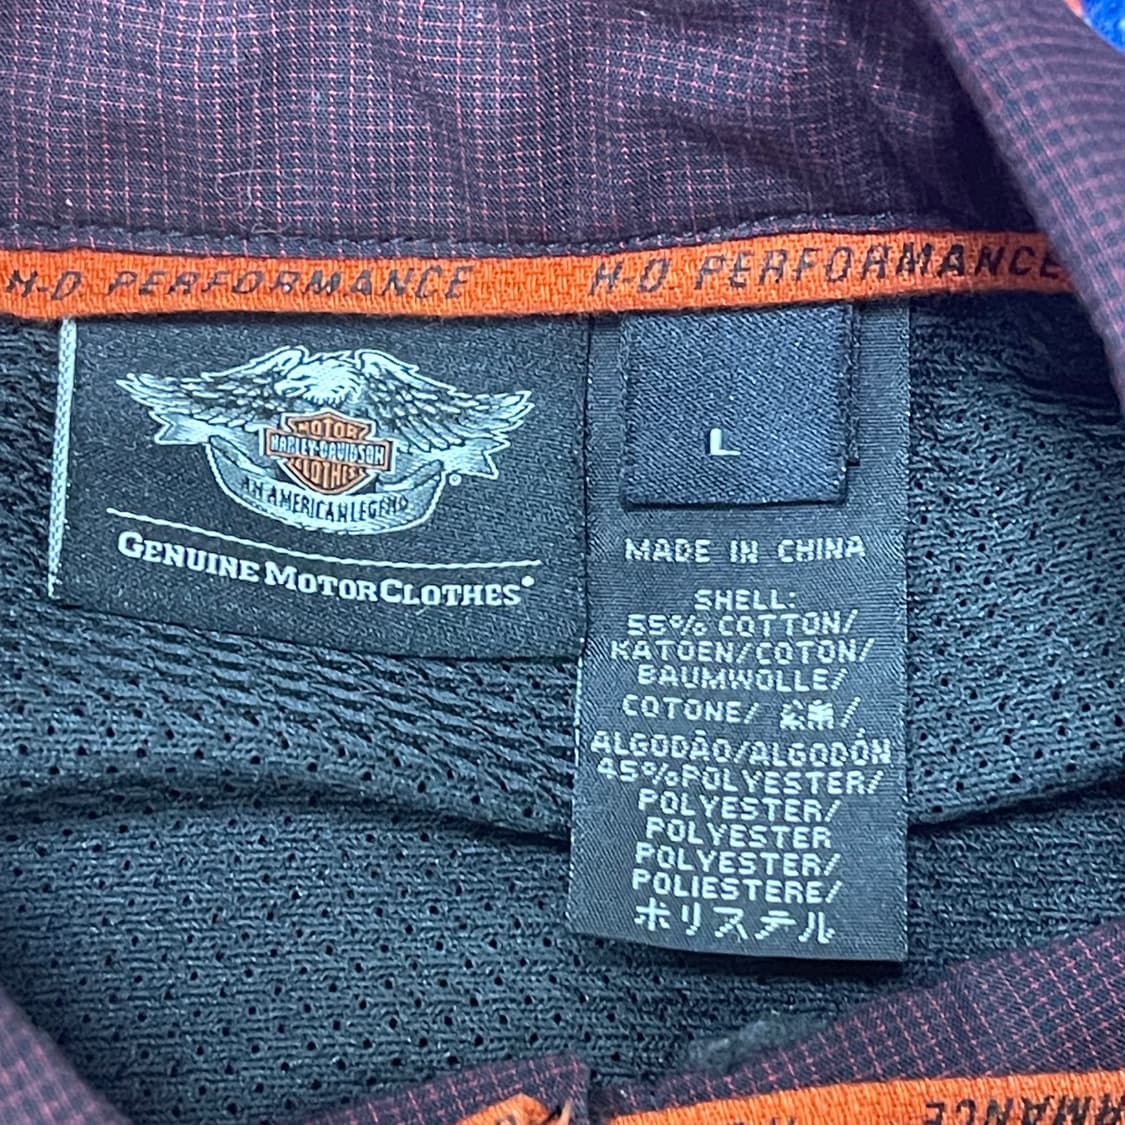 H-D PERFORMANCE H-D PERFORMANCE
MOTOR
HARLEY-DAVIDSON
CLOTHES
AN AMERICAN LEGEND
GENUINE MOTORCLOTHES®
L
MADE IN CHINA
SHELL:
55% COTTON/
KATOEN/COTON/
BAUMWOLLE/
COTONE/ 綿/
ALGODÃO/ALGODÓN
45%POLYESTER/
POLYESTER/
POLYESTER
POLYESTER/
POLIESTERE/
ポリステル